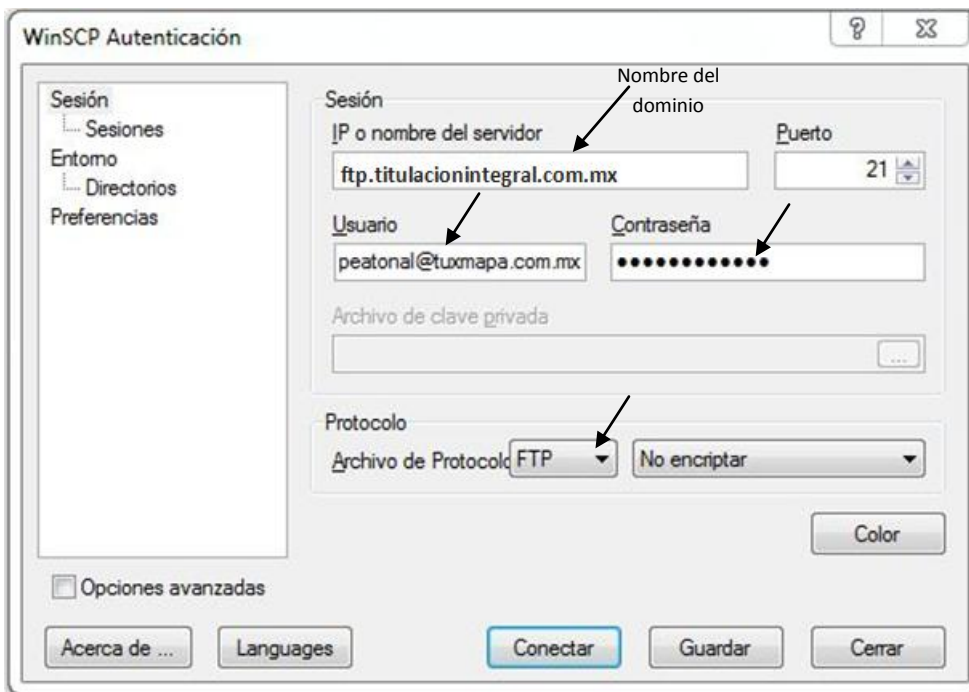 WinSCP Autenticación
Sesión
Sesiones
Entorno
Directorios
Preferencias
Nombre del
dominio
Sesión
IP o nombre del servidor
Puerto
ftp.titulacionintegral.com.mx
21
Usuario
Contraseña
peatonal@tuxmapa.com.mx
••••••••••••
Archivo de clave privada
...
Protocolo
Archivo de Protocolo
FTP
No encriptar
Color
Opciones avanzadas
Acerca de ...
Languages
Conectar
Guardar
Cerrar